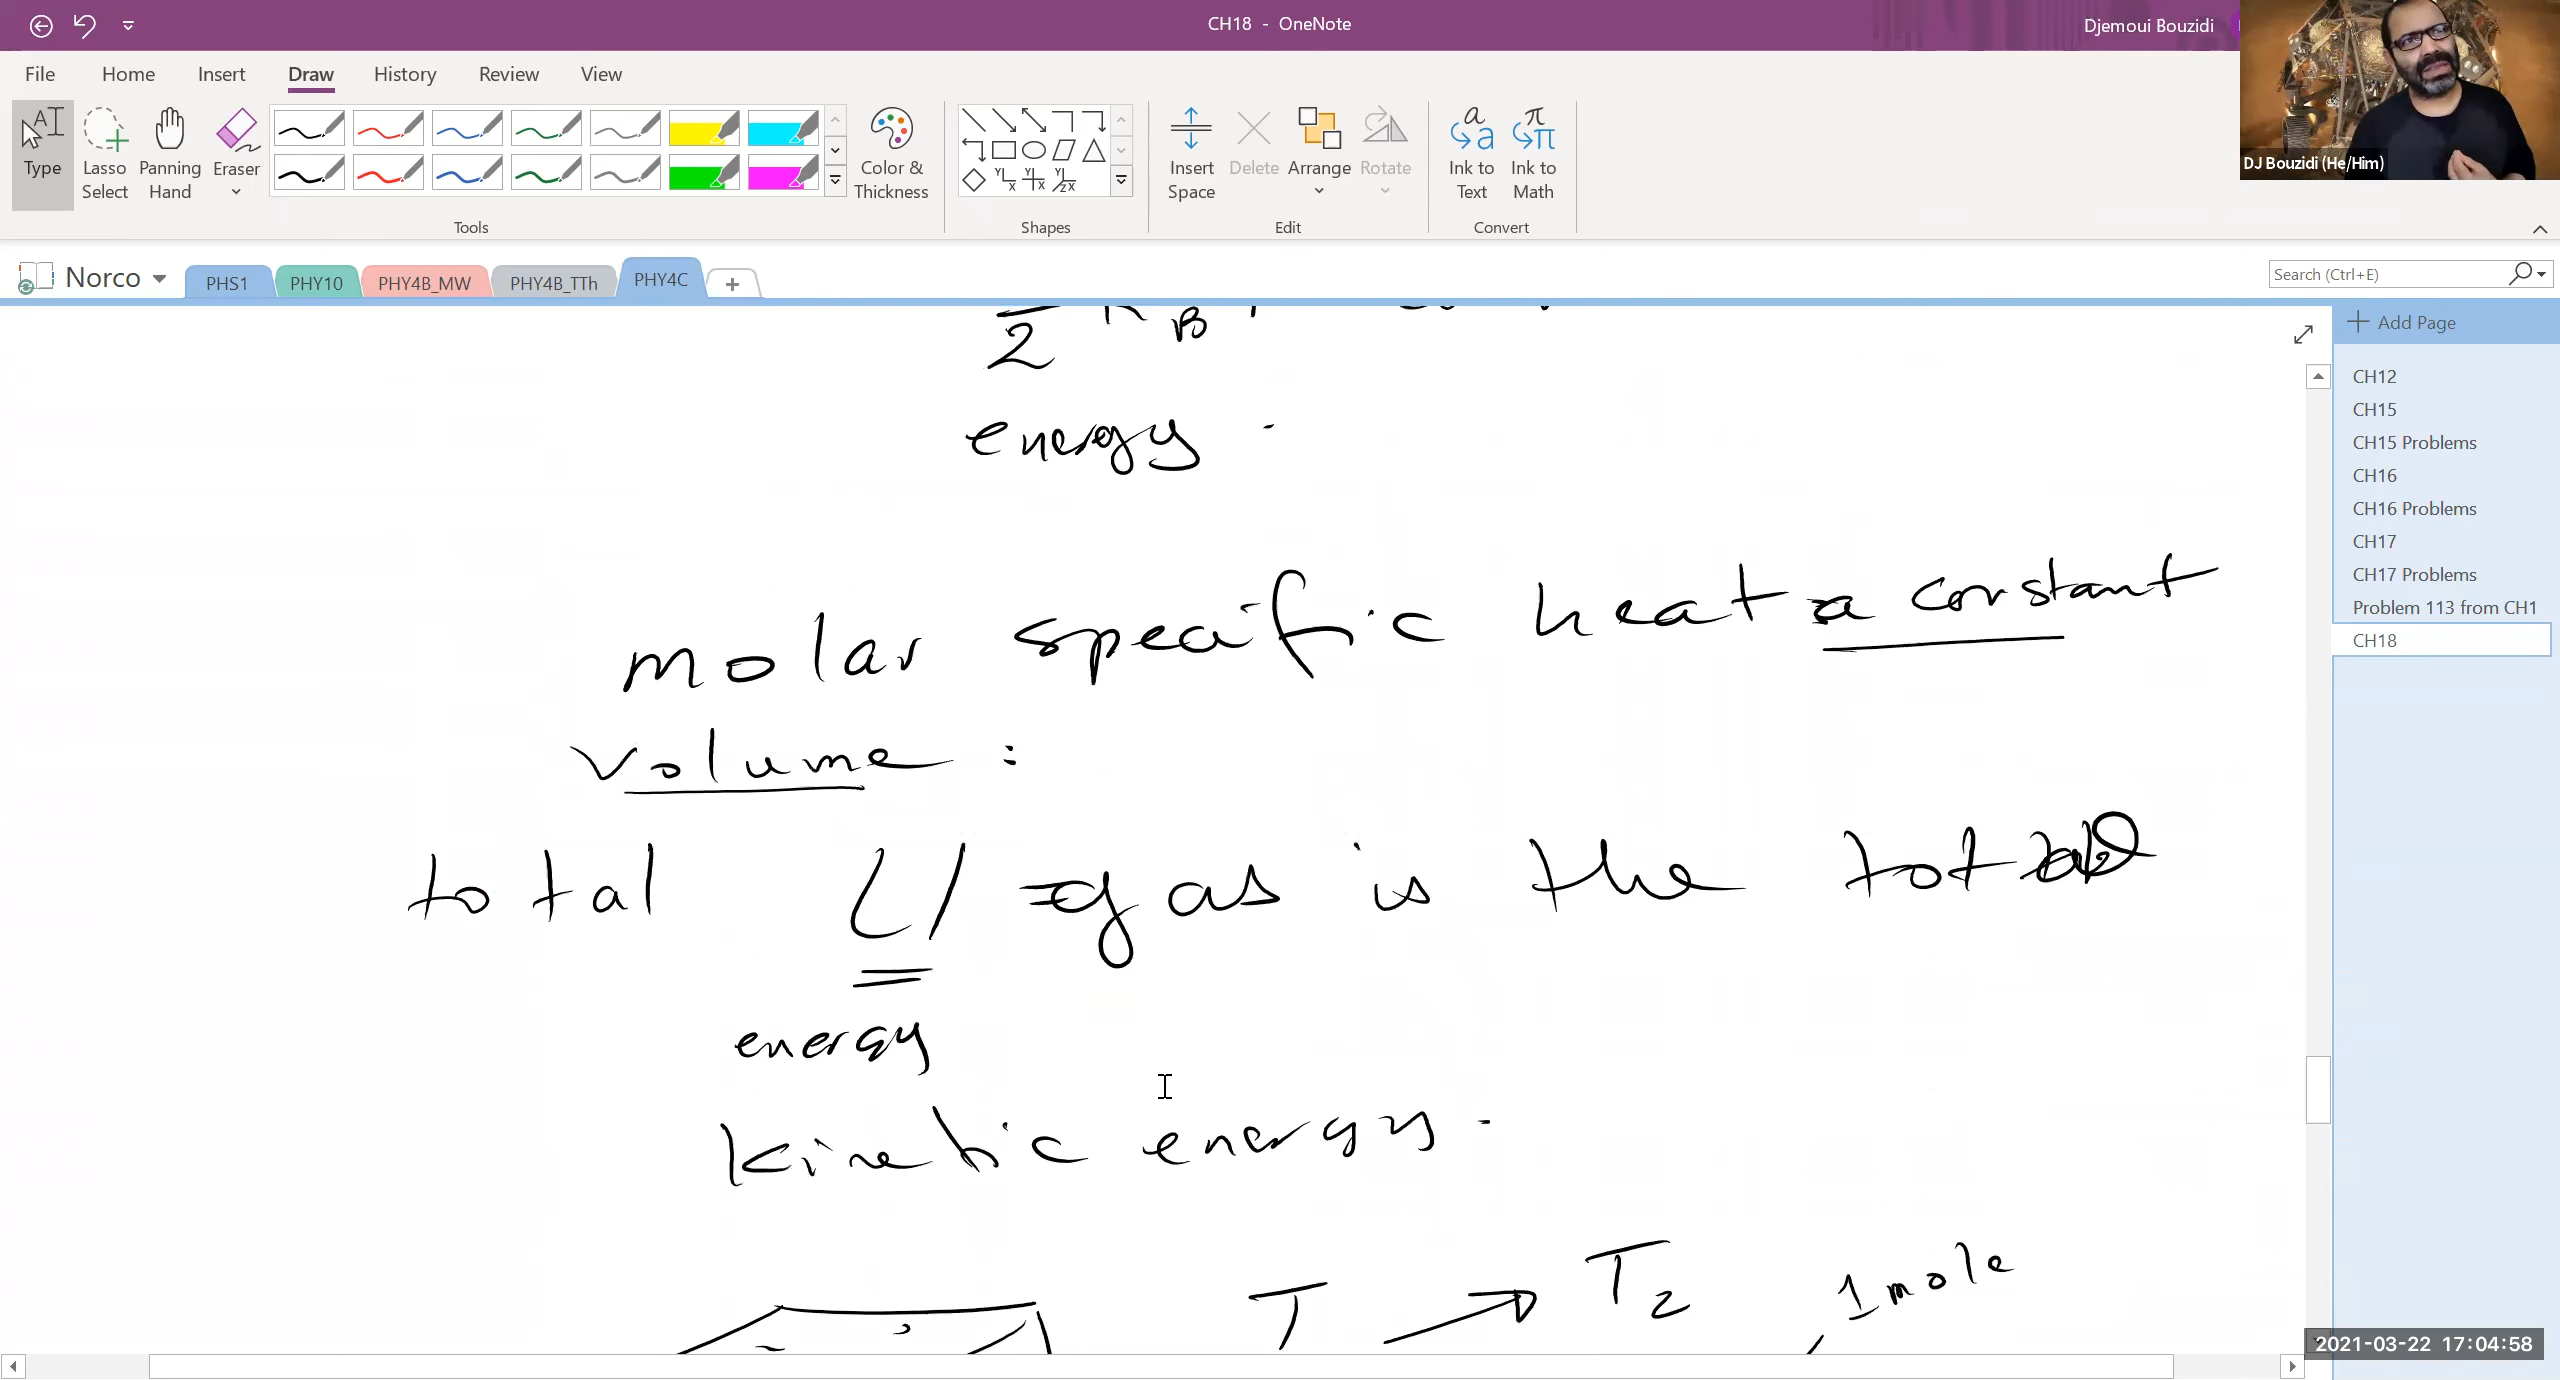 CH18 - OneNote
Djemoui Bouzidi
File Home Insert Draw History Review View
Type
Lasso Select
Panning Hand
Eraser
Color & Thickness
Insert Space
Delete
Arrange
Rotate
Ink to Text
Ink to Math
Tools Shapes Edit Convert
DJ Bouzidi (He/Him)
Norco PHS1 PHY10 PHY4B_MW PHY4B_TTh PHY4C +
Search (Ctrl+E)
Add Page
CH12
CH15
CH15 Problems
CH16
CH16 Problems
CH17
CH17 Problems
Problem 113 from CH1
CH18
2 B
energy .
molar specific heat a constant
volume :
total U gas is the total
energy
kinetic energy .
T → T2 , 1 mole
2021-03-22 17:04:58